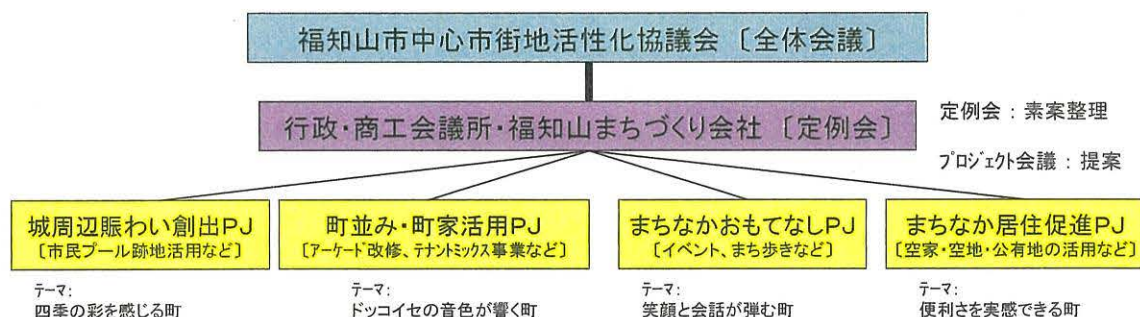 福知山市中心市街地活性化協議会〔全体会議〕
行政・商工会議所・福知山まちづくり会社〔定例会〕
定例会：素案整理
プロジェクト会議：提案
城周辺賑わい創出PJ
〔市民プール跡地活用など〕
町並み・町家活用PJ
〔アーケード改修、テナントミックス事業など〕
まちなかおもてなしPJ
〔イベント、まち歩きなど〕
まちなか居住促進PJ
〔空家・空地・公有地の活用など〕
テーマ：
四季の彩を感じる町
テーマ：
ドッコイセの音色が響く町
テーマ：
笑顔と会話が弾む町
テーマ：
便利さを実感できる町